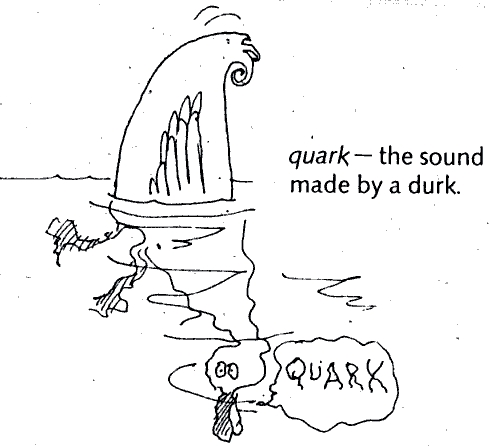 quark — the sound
made by a durk.
QUARK